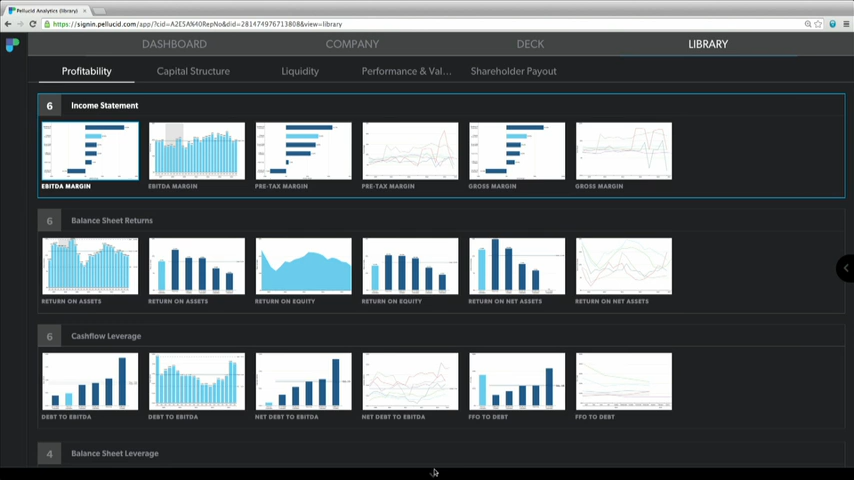 Pellucid Analytics (library)
https://signin.pellucid.com/app/?cid=A2ESA%40RepNo&did=281474976713808&view=library
DASHBOARD COMPANY DECK LIBRARY
Profitability Capital Structure Liquidity Performance & Val... Shareholder Payout
6 Income Statement
EBITDA MARGIN EBITDA MARGIN PRE-TAX MARGIN PRE-TAX MARGIN GROSS MARGIN GROSS MARGIN
6 Balance Sheet Returns
RETURN ON ASSETS RETURN ON ASSETS RETURN ON EQUITY RETURN ON EQUITY RETURN ON NET ASSETS RETURN ON NET ASSETS
6 Cashflow Leverage
DEBT TO EBITDA DEBT TO EBITDA NET DEBT TO EBITDA NET DEBT TO EBITDA FFO TO DEBT FFO TO DEBT
4 Balance Sheet Leverage